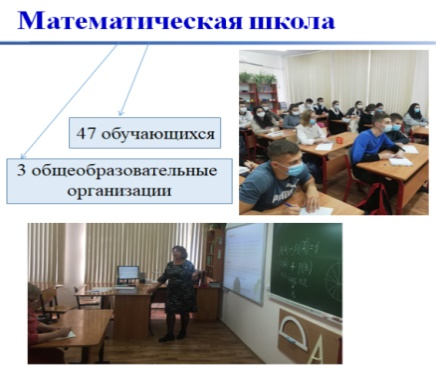 Математическая школа
47 обучающихся
3 общеобразовательные
организации